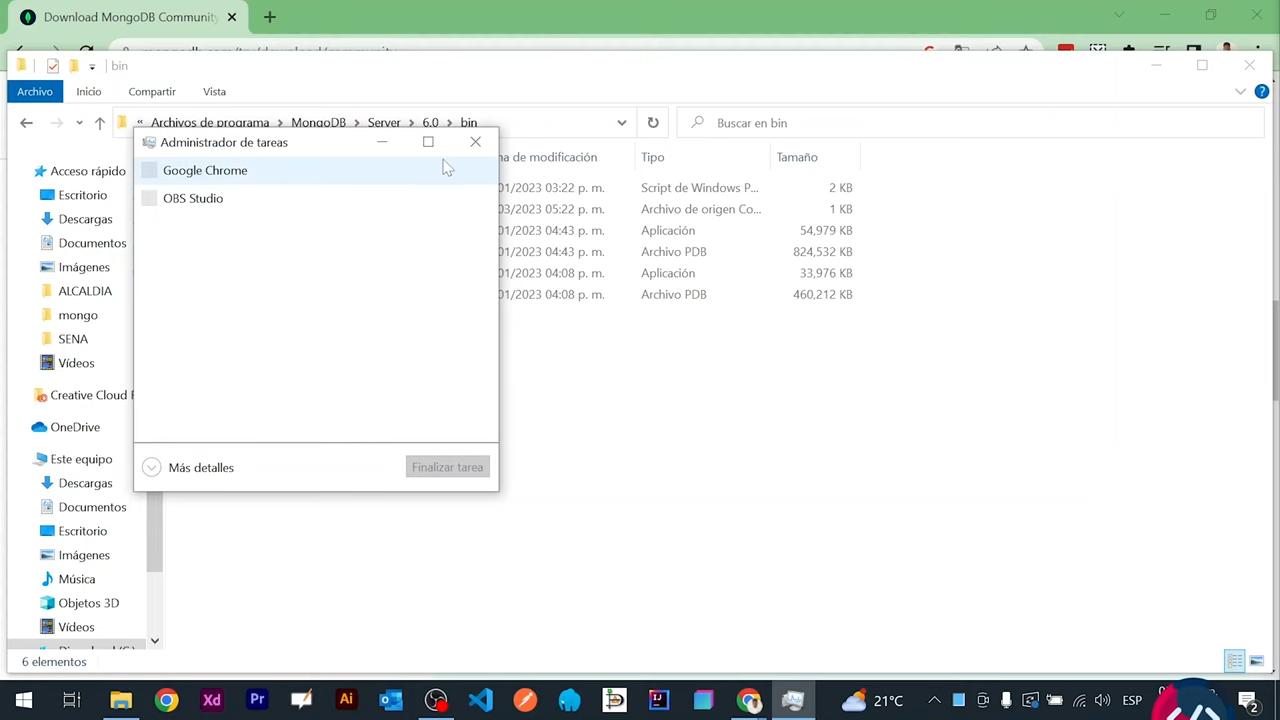 Download MongoDB Community
bin
Archivo
Inicio
Compartir
Vista
« Archivos de programa > MongoDB > Server > 6.0 > bin
Buscar en bin
Administrador de tareas
Google Chrome
OBS Studio
Más detalles
Finalizar tarea
Acceso rápido
Escritorio
Descargas
Documentos
Imágenes
ALCALDIA
mongo
SENA
Vídeos
Creative Cloud F
OneDrive
Este equipo
Descargas
Documentos
Escritorio
Imágenes
Música
Objetos 3D
Vídeos
ha de modificación Tipo Tamaño
01/2023 03:22 p. m. Script de Windows P... 2 KB
03/2023 05:22 p. m. Archivo de origen Co... 1 KB
01/2023 04:43 p. m. Aplicación 54,979 KB
01/2023 04:43 p. m. Archivo PDB 824,532 KB
01/2023 04:08 p. m. Aplicación 33,976 KB
01/2023 04:08 p. m. Archivo PDB 460,212 KB
6 elementos
Xd
Pr
Ai
21°C
ESP
2